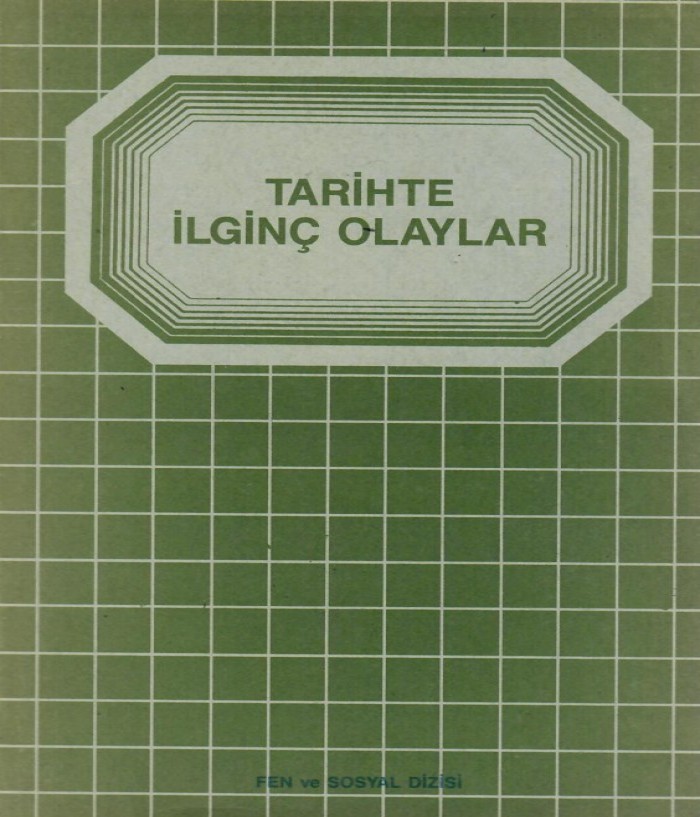 TARİHTE
İLGİNÇ OLAYLAR
FEN ve SOSYAL DİZİSİ